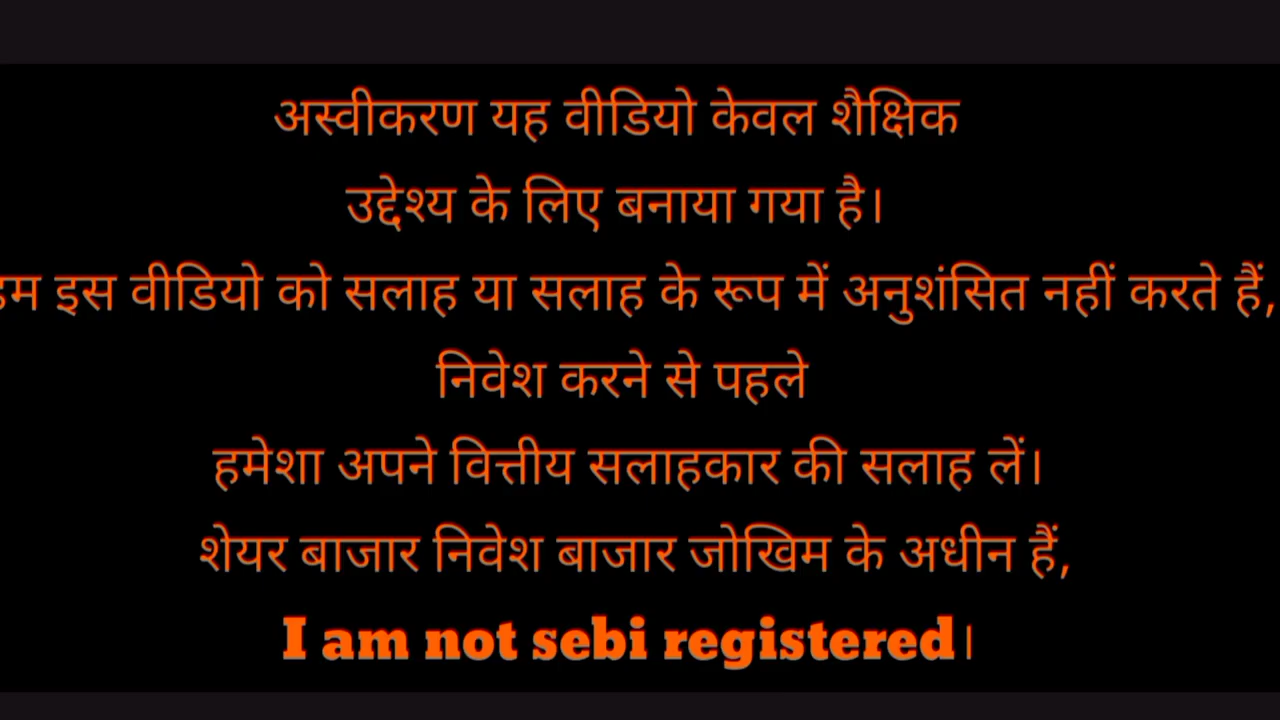 अस्वीकरण यह वीडियो केवल शैक्षिक
उद्देश्य के लिए बनाया गया है।
हम इस वीडियो को सलाह या सलाह के रूप में अनुशंसित नहीं करते हैं,
निवेश करने से पहले
हमेशा अपने वित्तीय सलाहकार की सलाह लें।
शेयर बाजार निवेश बाजार जोखिम के अधीन हैं,
I am not sebi registered।